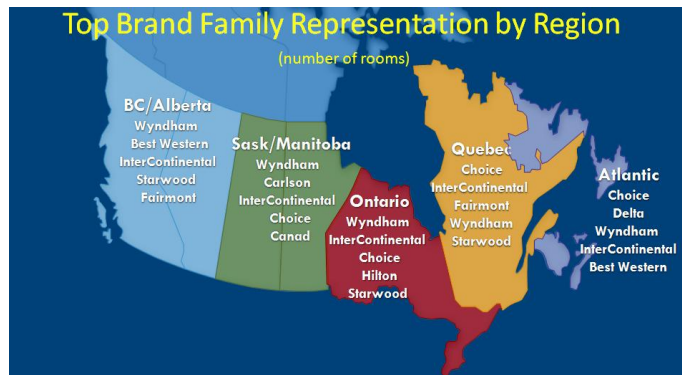 Top Brand Family Representation by Region
(number of rooms)
BC/Alberta
Wyndham
Best Western
InterContinental
Starwood
Fairmont
Sask/Manitoba
Wyndham
Carlson
InterContinental
Choice
Canad
Ontario
Wyndham
InterContinental
Choice
Hilton
Starwood
Quebec
Choice
InterContinental
Fairmont
Wyndham
Starwood
Atlantic
Choice
Delta
Wyndham
InterContinental
Best Western